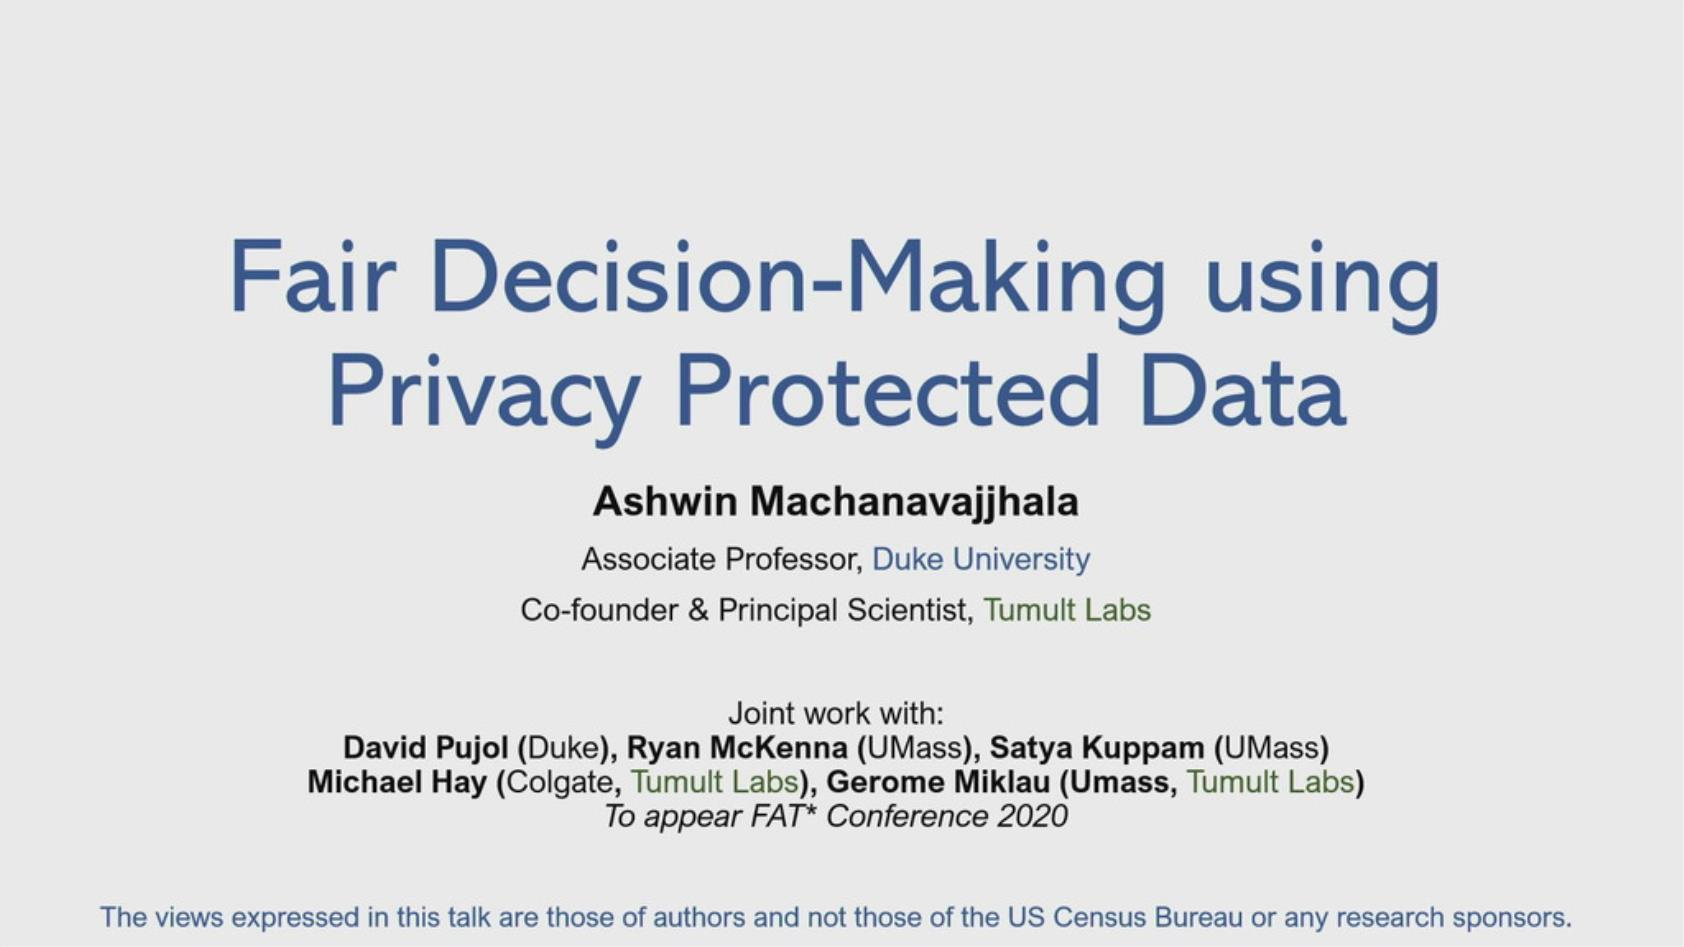 Fair Decision-Making using
Privacy Protected Data
Ashwin Machanavajjhala
Associate Professor, Duke University
Co-founder & Principal Scientist, Tumult Labs
Joint work with:
David Pujol (Duke), Ryan McKenna (UMass), Satya Kuppam (UMass)
Michael Hay (Colgate, Tumult Labs), Gerome Miklau (Umass, Tumult Labs)
To appear FAT* Conference 2020
The views expressed in this talk are those of authors and not those of the US Census Bureau or any research sponsors.